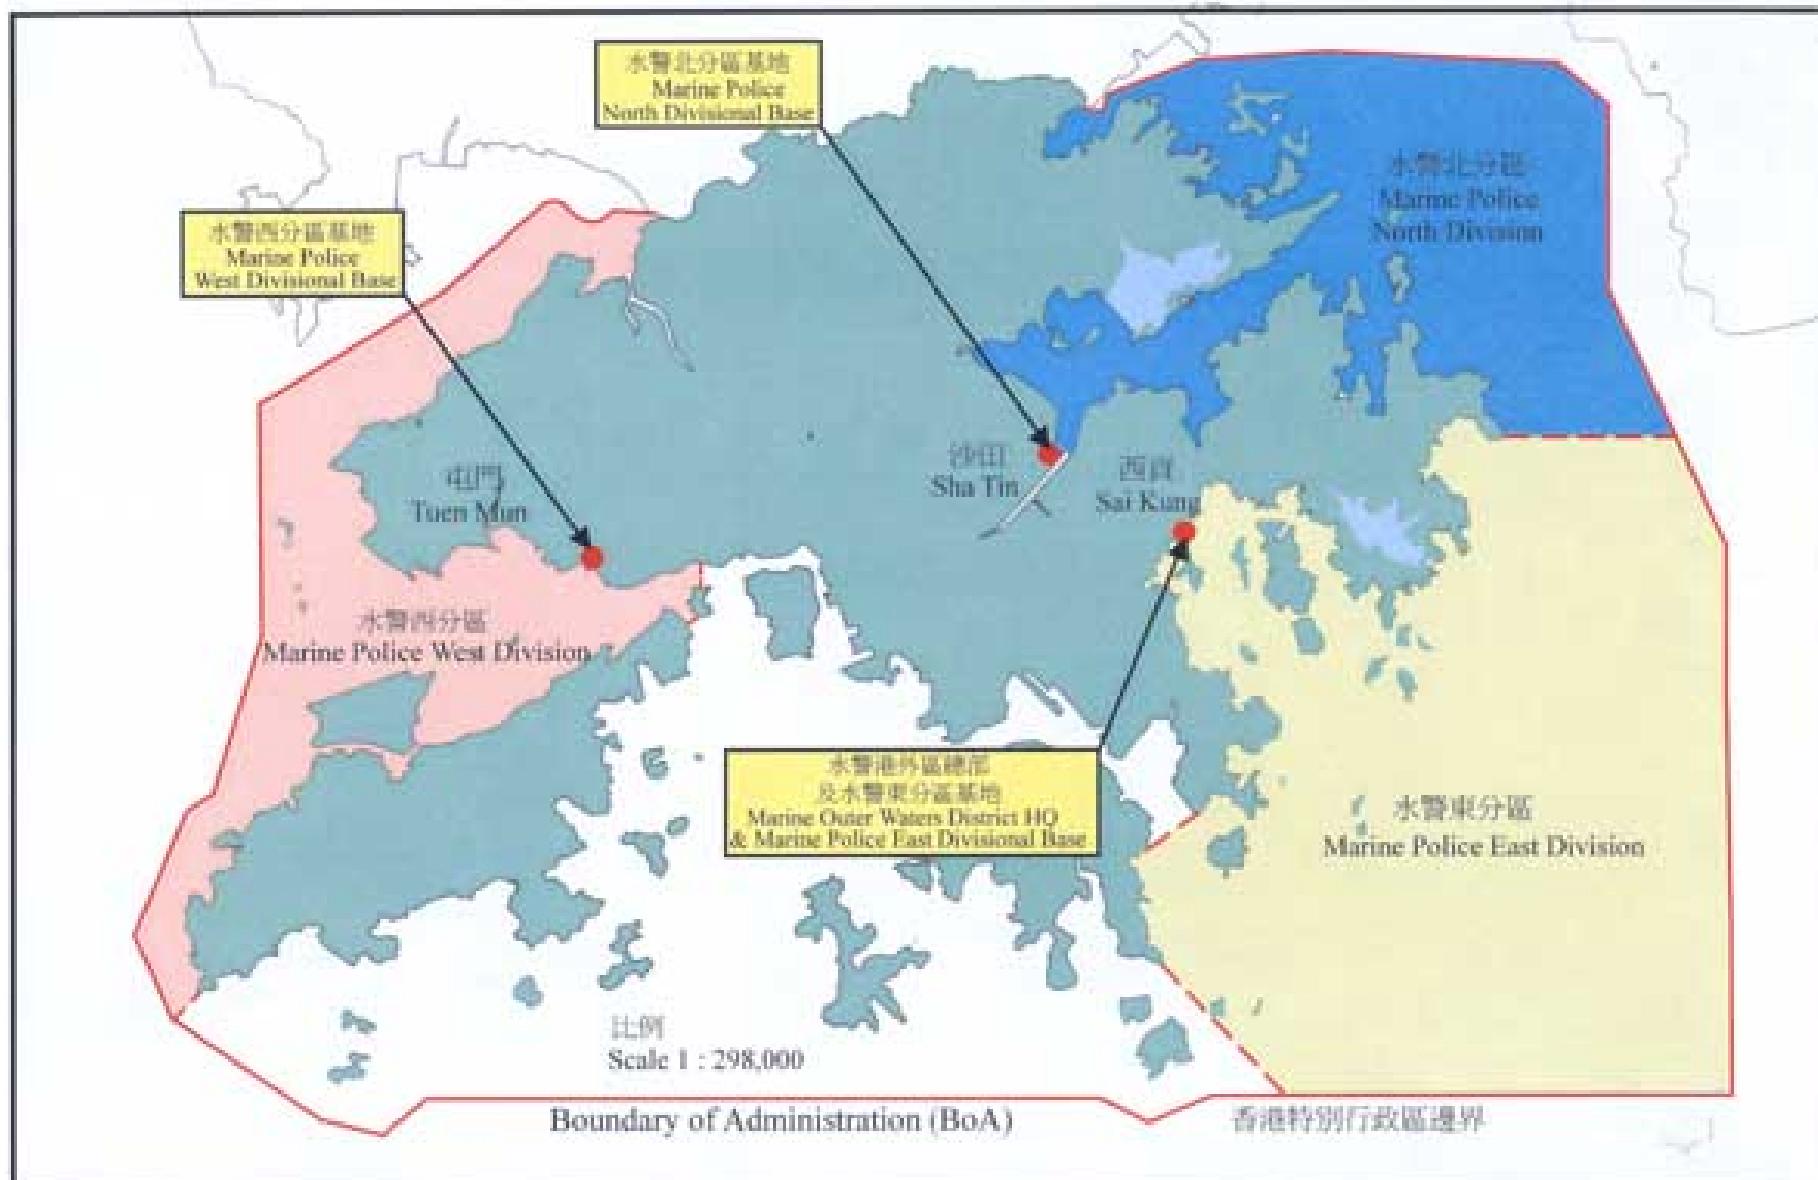 水警北分區基地
Marine Police
North Divisional Base
水警北分區
Marine Police
North Division
水警西分區基地
Marine Police
West Divisional Base
沙田
Sha Tin
西貢
Sai Kung
屯門
Tuen Mun
水警西分區
Marine Police West Division
水警港外區總部
及水警東分區基地
Marine Outer Waters District HQ
& Marine Police East Divisional Base
水警東分區
Marine Police East Division
比例
Scale 1 : 298,000
Boundary of Administration (BoA)
香港特別行政區邊界